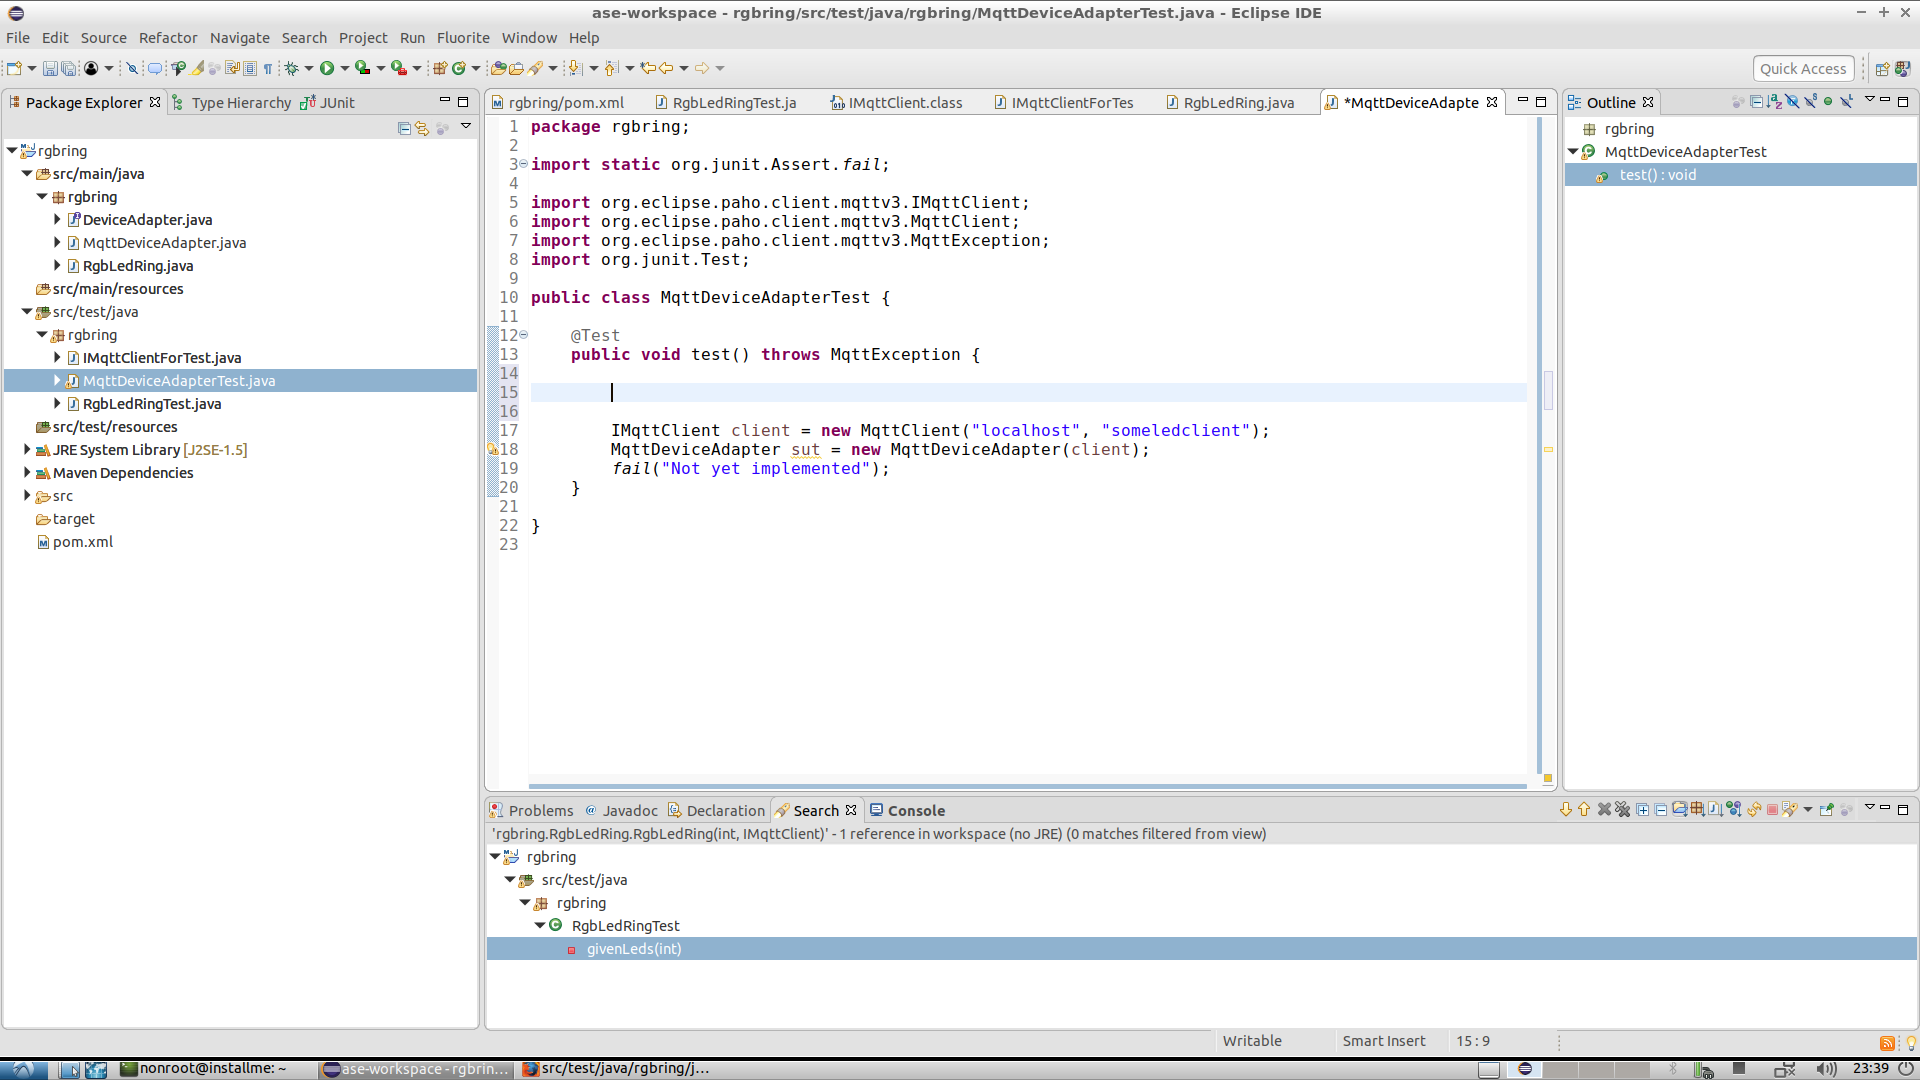 ase-workspace - rgbring/src/test/java/rgbring/MqttDeviceAdapterTest.java - Eclipse IDE
File Edit Source Refactor Navigate Search Project Run Fluorite Window Help
Quick Access
Package Explorer Type Hierarchy JUnit
rgbring
src/main/java
rgbring
DeviceAdapter.java
MqttDeviceAdapter.java
RgbLedRing.java
src/main/resources
src/test/java
rgbring
IMqttClientForTest.java
MqttDeviceAdapterTest.java
RgbLedRingTest.java
src/test/resources
JRE System Library [J2SE-1.5]
Maven Dependencies
src
target
pom.xml
rgbring/pom.xml RgbLedRingTest.ja IMqttClient.class IMqttClientForTes RgbLedRing.java *MqttDeviceAdapte
1 package rgbring;
2
3 import static org.junit.Assert.fail;
4
5 import org.eclipse.paho.client.mqttv3.IMqttClient;
6 import org.eclipse.paho.client.mqttv3.MqttClient;
7 import org.eclipse.paho.client.mqttv3.MqttException;
8 import org.junit.Test;
9
10 public class MqttDeviceAdapterTest {
11
12 @Test
13 public void test() throws MqttException {
14
15
16
17 IMqttClient client = new MqttClient("localhost", "someledclient");
18 MqttDeviceAdapter sut = new MqttDeviceAdapter(client);
19 fail("Not yet implemented");
20 }
21
22 }
23
Outline
rgbring
MqttDeviceAdapterTest
test() : void
Problems Javadoc Declaration Search Console
'rgbring.RgbLedRing.RgbLedRing(int, IMqttClient)' - 1 reference in workspace (no JRE) (0 matches filtered from view)
rgbring
src/test/java
rgbring
RgbLedRingTest
givenLeds(int)
Writable Smart Insert 15 : 9
nonroot@installme: ~ ase-workspace - rgbrin... src/test/java/rgbring/j... 23:39